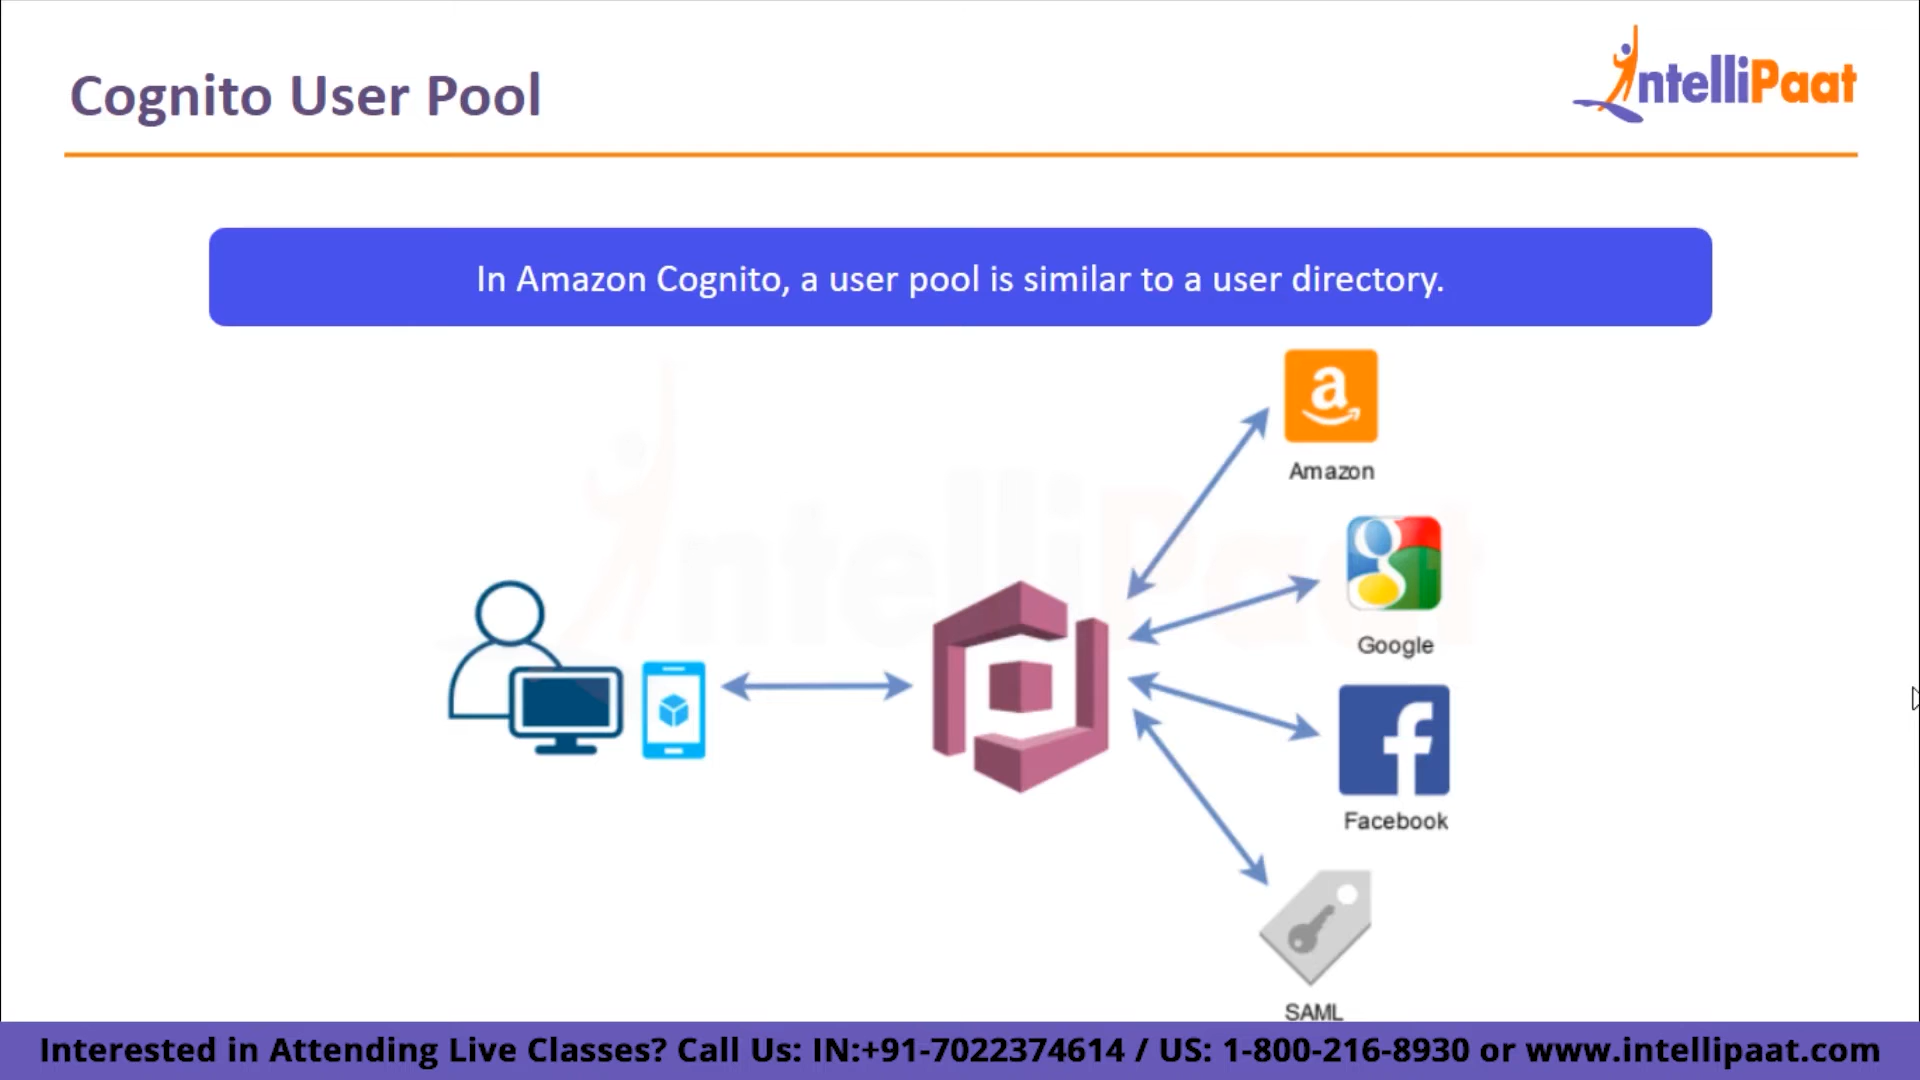 Cognito User Pool
IntelliPaat
In Amazon Cognito, a user pool is similar to a user directory.
Amazon
Google
Facebook
SAML
Interested in Attending Live Classes? Call Us: IN:+91-7022374614 / US: 1-800-216-8930 or www.intellipaat.com